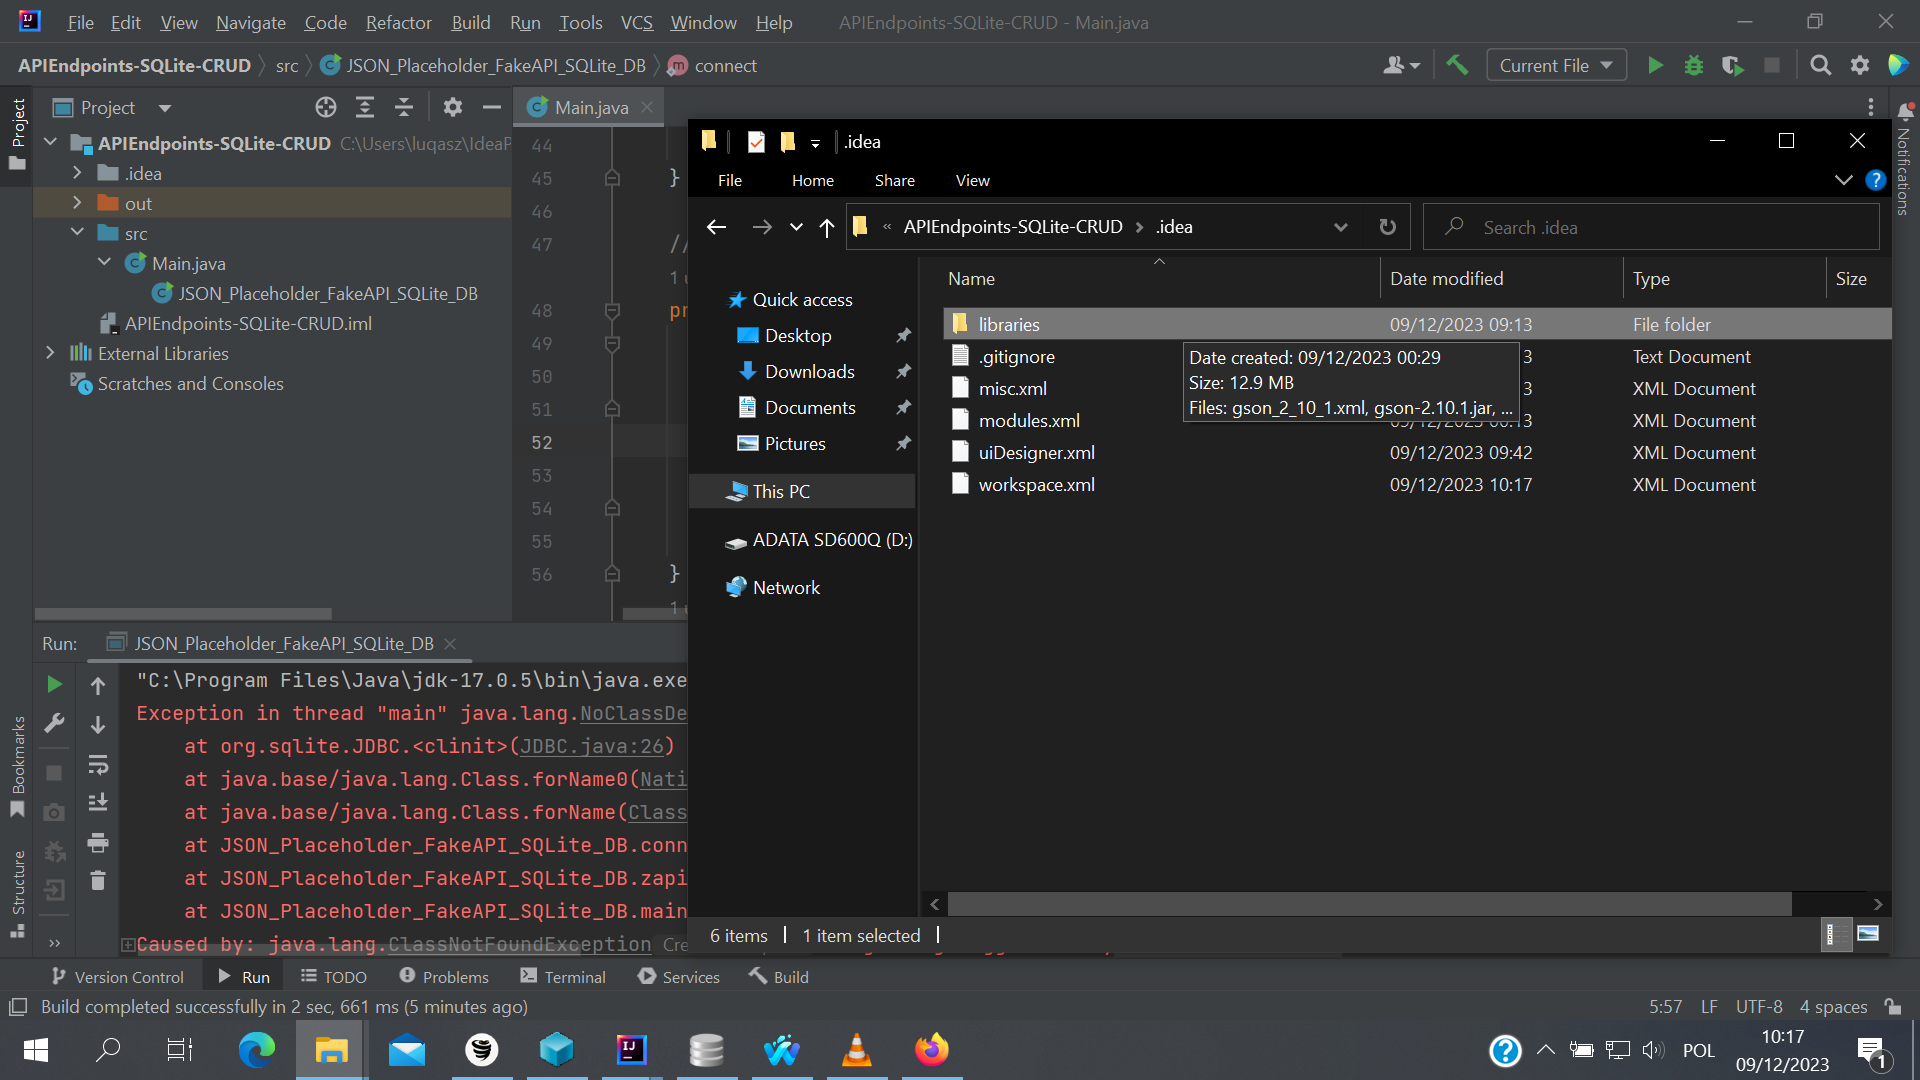 File Edit View Navigate Code Refactor Build Run Tools VCS Window Help APIEndpoints-SQLite-CRUD - Main.java
APIEndpoints-SQLite-CRUD src JSON_Placeholder_FakeAPI_SQLite_DB connect Current File
Project
Project
Main.java
APIEndpoints-SQLite-CRUD C:\Users\luqasz\IdeaP
.idea
out
src
Main.java
JSON_Placeholder_FakeAPI_SQLite_DB
APIEndpoints-SQLite-CRUD.iml
External Libraries
Scratches and Consoles
44
45 }
46
47 //
1 u
48 pr
49
50
51
52
53
54
55
56 }
1 u
Notifications
.idea
File Home Share View
« APIEndpoints-SQLite-CRUD > .idea
Search .idea
Name Date modified Type Size
Quick access
Desktop
Downloads
Documents
Pictures
This PC
ADATA SD600Q (D:)
Network
libraries 09/12/2023 09:13 File folder
.gitignore 3 Text Document
misc.xml 3 XML Document
modules.xml XML Document
uiDesigner.xml 09/12/2023 09:42 XML Document
workspace.xml 09/12/2023 10:17 XML Document
Date created: 09/12/2023 00:29
Size: 12.9 MB
Files: gson_2_10_1.xml, gson-2.10.1.jar, ...
6 items 1 item selected
Run: JSON_Placeholder_FakeAPI_SQLite_DB
"C:\Program Files\Java\jdk-17.0.5\bin\java.exe
Exception in thread "main" java.lang.NoClassDe
at org.sqlite.JDBC.<clinit>(JDBC.java:26)
at java.base/java.lang.Class.forName0(Nati
at java.base/java.lang.Class.forName(Class
at JSON_Placeholder_FakeAPI_SQLite_DB.conn
at JSON_Placeholder_FakeAPI_SQLite_DB.zapi
at JSON_Placeholder_FakeAPI_SQLite_DB.main
Caused by: java.lang.ClassNotFoundException Cre
Bookmarks
Structure
Version Control Run TODO Problems Terminal Services Build
Build completed successfully in 2 sec, 661 ms (5 minutes ago) 5:57 LF UTF-8 4 spaces
POL
10:17
09/12/2023
1